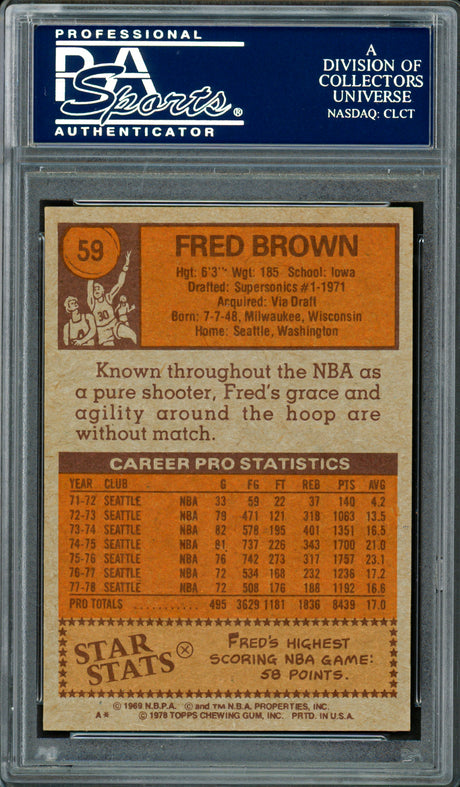 PROFESSIONAL
PSA
Sports®
AUTHENTICATOR
A
DIVISION OF
COLLECTORS
UNIVERSE
NASDAQ: CLCT
59
30
FRED BROWN
Hgt: 6'3" Wgt: 185 School: Iowa
Drafted: Supersonics #1-1971
Acquired: Via Draft
Born: 7-7-48, Milwaukee, Wisconsin
Home: Seattle, Washington
Known throughout the NBA as
a pure shooter, Fred's grace and
agility around the hoop are
without match.
CAREER PRO STATISTICS
YEAR CLUB G FG FT REB PTS AVG
71-72 SEATTLE NBA 33 59 22 37 140 4.2
72-73 SEATTLE NBA 79 471 121 318 1063 13.5
73-74 SEATTLE NBA 82 578 195 401 1351 16.5
74-75 SEATTLE NBA 81 737 226 343 1700 21.0
75-76 SEATTLE NBA 76 742 273 317 1757 23.1
76-77 SEATTLE NBA 72 534 168 232 1236 17.2
77-78 SEATTLE NBA 72 508 176 188 1192 16.6
PRO TOTALS ............ 495 3629 1181 1836 8439 17.0
STAR
STATS
FRED'S HIGHEST
SCORING NBA GAME:
58 POINTS.
© 1969 N.B.P.A. © and TM N.B.A. PROPERTIES, INC.
A* © 1978 TOPPS CHEWING GUM, INC. PRTD. IN U.S.A.